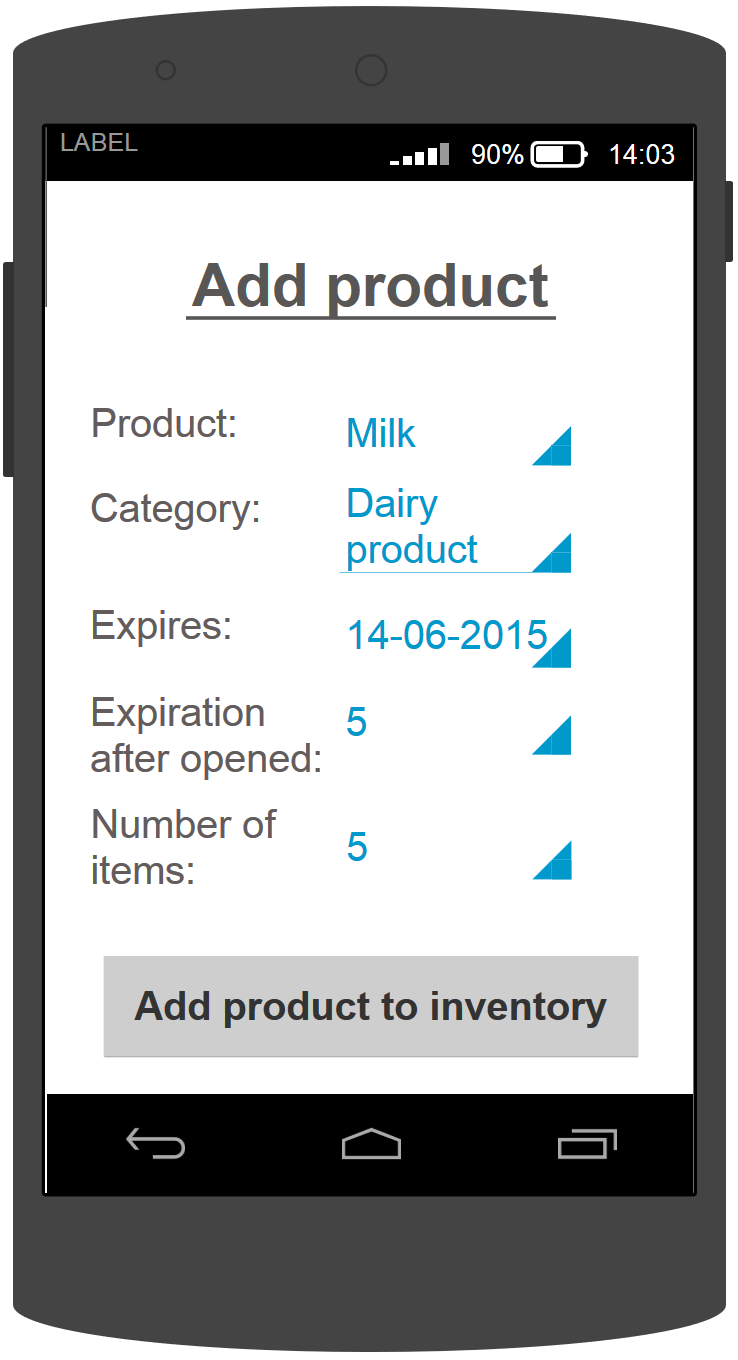 LABEL
90% 14:03
Add product
Product: Milk
Category: Dairy
product
Expires: 14-06-2015
Expiration
after opened: 5
Number of
items: 5
Add product to inventory